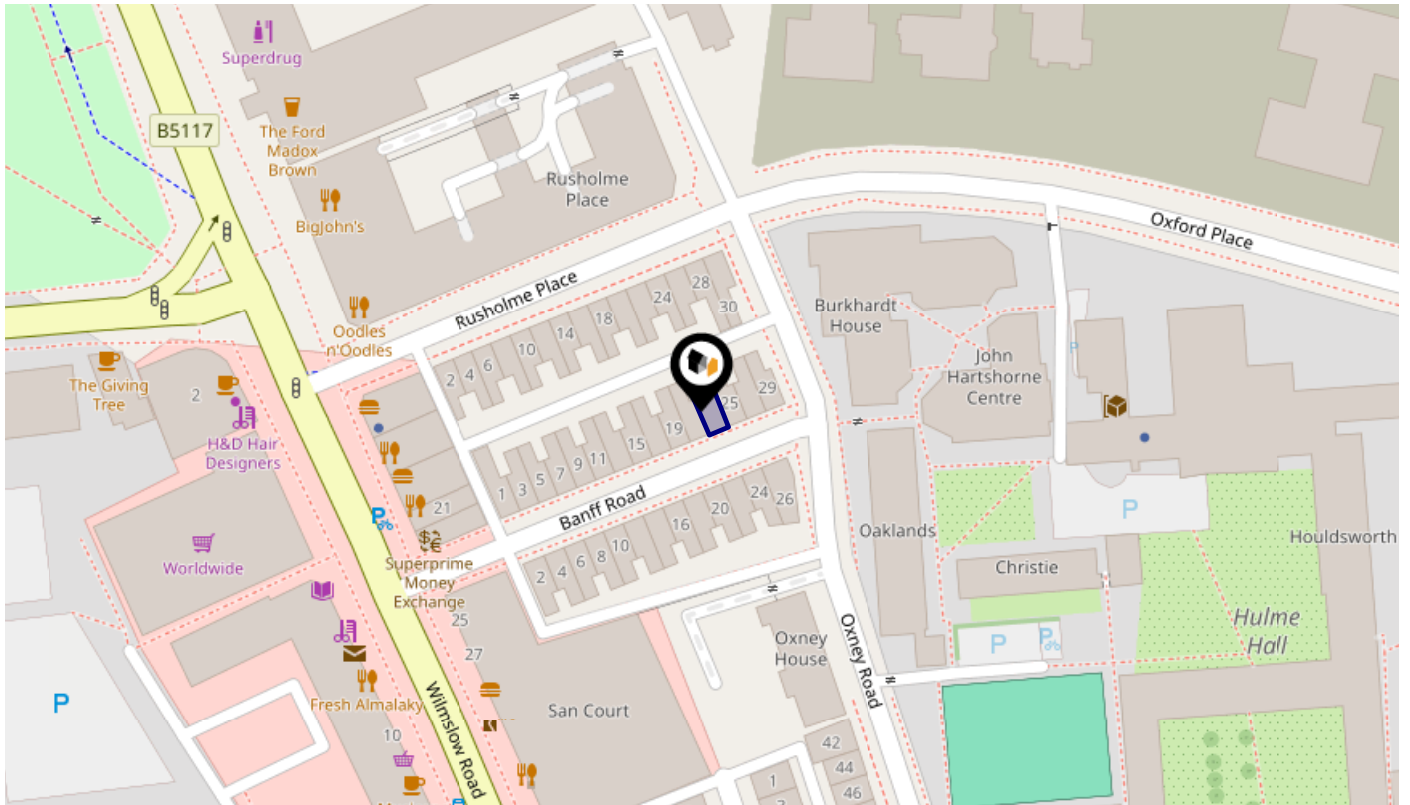 Superdrug
B5117
The Ford
Madox
Brown
BigJohn's
Rusholme
Place
Oxford Place
Rusholme Place
Oodles
n'Oodles
The Giving
Tree
2
H&D Hair
Designers
Burkhardt
House
John
Hartshorne
Centre
P
2
4
6
10
14
18
24
28
30
1
3
5
7
9
11
15
19
25
29
21
Banff Road
2
4
6
8
10
16
20
24
26
P
Superprime
Money
Exchange
Worldwide
Oaklands
Christie
P
Houldsworth
Hulme
Hall
P
P
Oxney
House
Oxney Road
25
27
San Court
Fresh Almalaky
Wilmslow Road
P
10
42
44
46
1